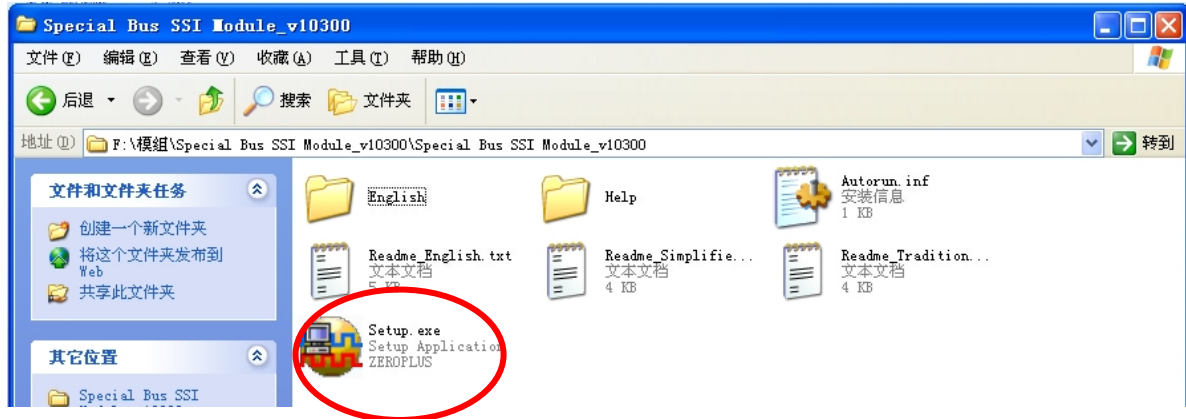 Special Bus SSI Module_v10300
文件(F) 编辑(E) 查看(V) 收藏(A) 工具(T) 帮助(H)
后退 搜索 文件夹
地址(D) F:\模组\Special Bus SSI Module_v10300\Special Bus SSI Module_v10300 转到
文件和文件夹任务
创建一个新文件夹
将这个文件夹发布到
Web
共享此文件夹
其它位置
Special Bus SSI
English
Help
Autorun.inf
安装信息
1 KB
Readme_English.txt
文本文档
5 KB
Readme_Simplifie...
文本文档
4 KB
Readme_Tradition...
文本文档
4 KB
Setup.exe
Setup Application
ZEROPLUS